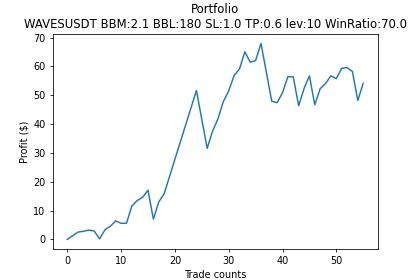 Portfolio
WAVESUSDT BBM:2.1 BBL:180 SL:1.0 TP:0.6 lev:10 WinRatio:70.0
70
60
50
40
30
20
10
0
Profit ($)
0 10 20 30 40 50
Trade counts